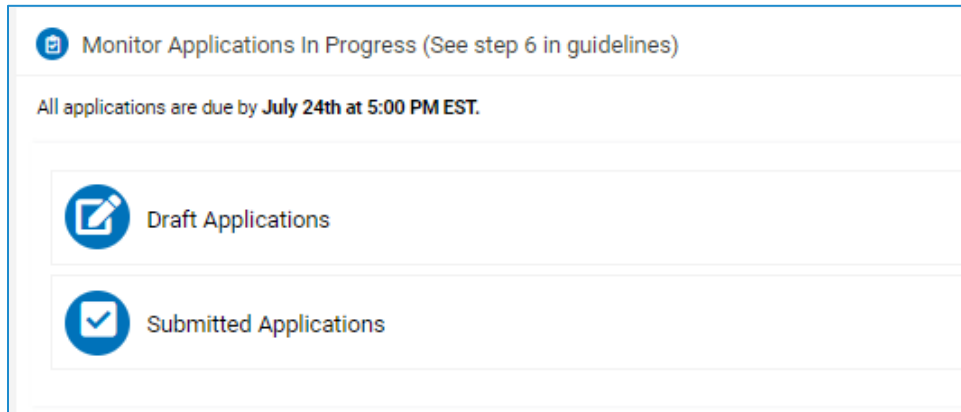 Monitor Applications In Progress (See step 6 in guidelines)
All applications are due by July 24th at 5:00 PM EST.
Draft Applications
Submitted Applications